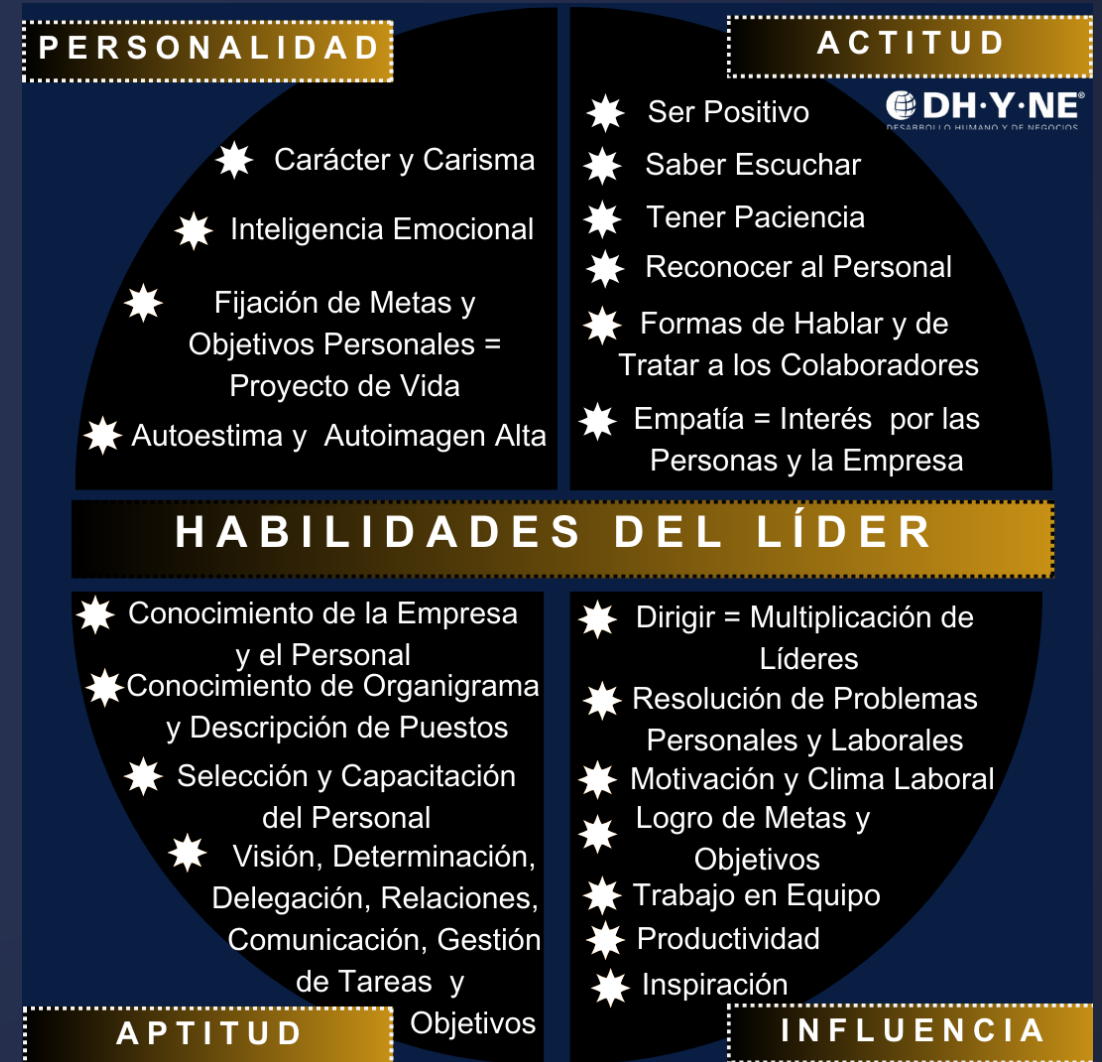 PERSONALIDAD
Carácter y Carisma
Inteligencia Emocional
Fijación de Metas y
Objetivos Personales =
Proyecto de Vida
Autoestima y Autoimagen Alta
ACTITUD
DH·Y·NE®
DESARROLLO HUMANO Y DE NEGOCIOS
Ser Positivo
Saber Escuchar
Tener Paciencia
Reconocer al Personal
Formas de Hablar y de
Tratar a los Colaboradores
Empatía = Interés por las
Personas y la Empresa
HABILIDADES DEL LÍDER
Conocimiento de la Empresa
y el Personal
Conocimiento de Organigrama
y Descripción de Puestos
Selección y Capacitación
del Personal
Visión, Determinación,
Delegación, Relaciones,
Comunicación, Gestión
de Tareas y
Objetivos
APTITUD
Dirigir = Multiplicación de
Líderes
Resolución de Problemas
Personales y Laborales
Motivación y Clima Laboral
Logro de Metas y
Objetivos
Trabajo en Equipo
Productividad
Inspiración
INFLUENCIA